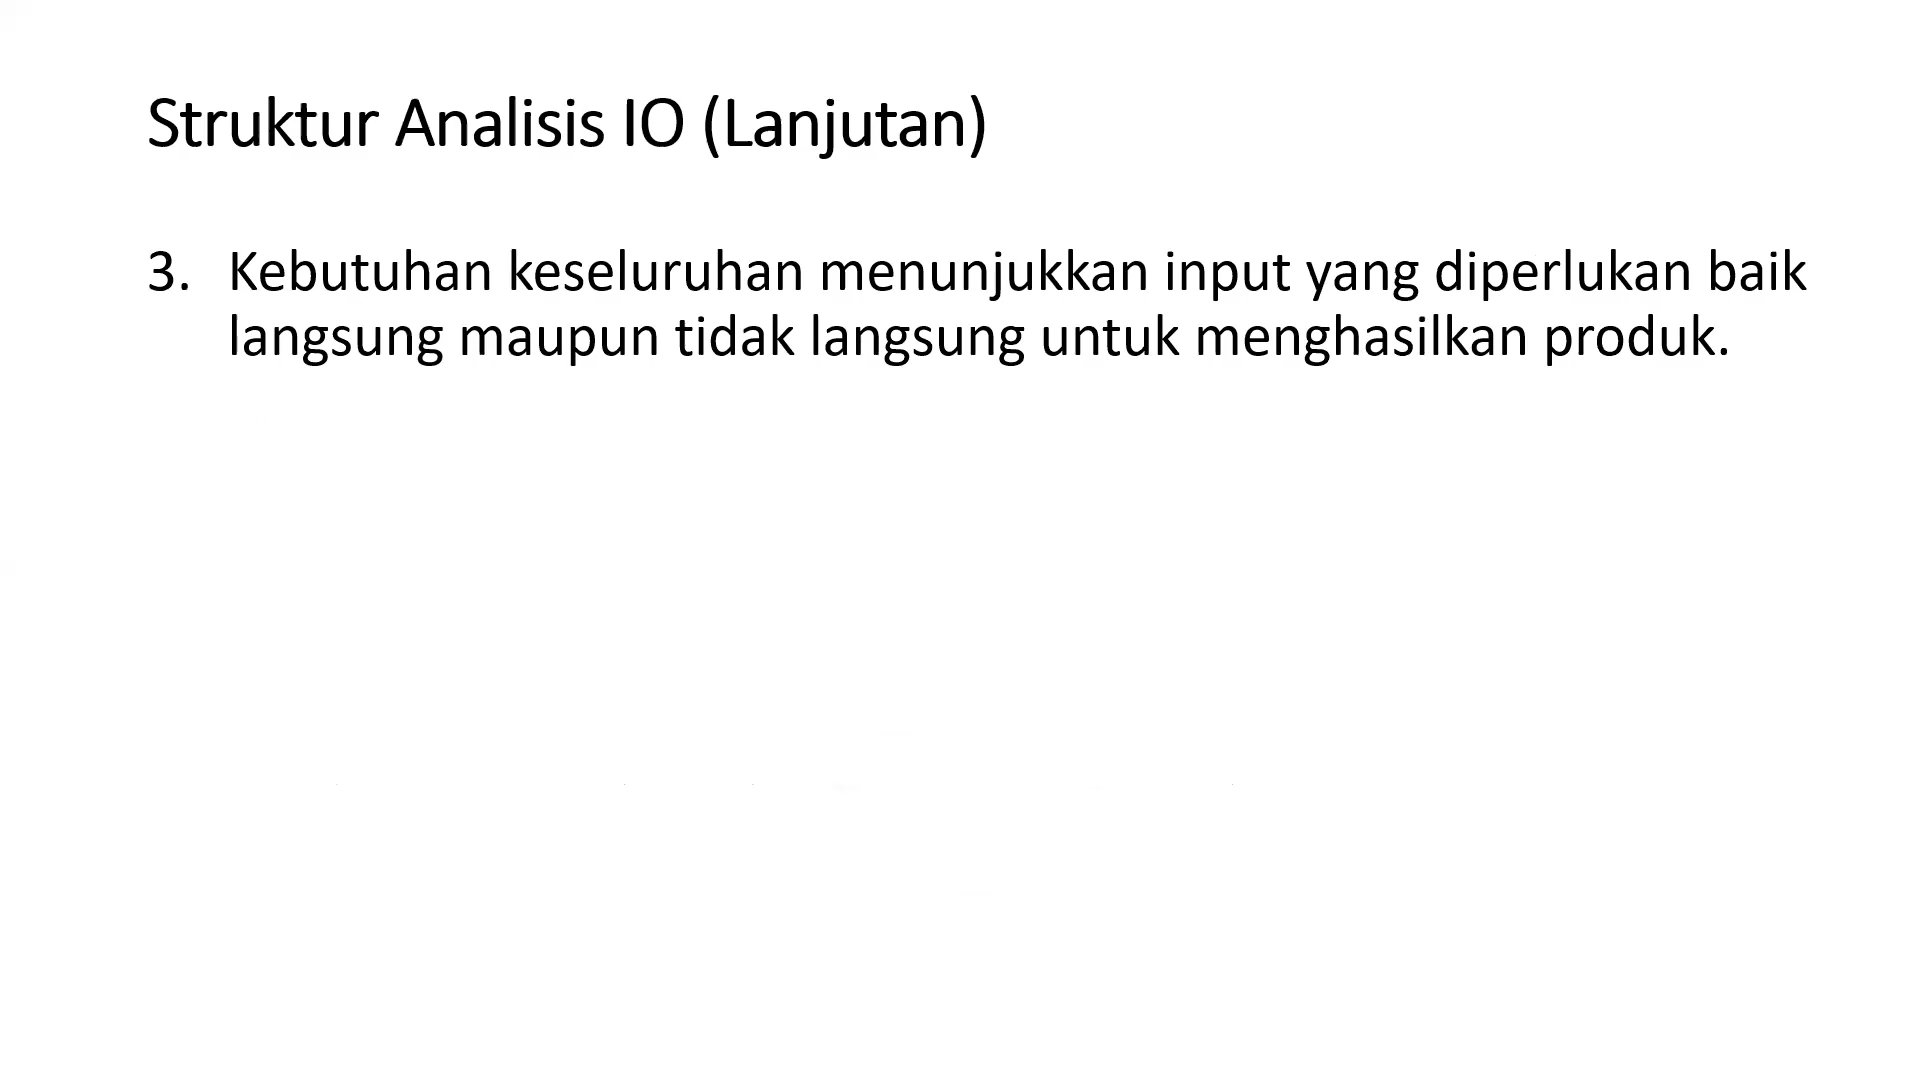 Struktur Analisis IO (Lanjutan)
3. Kebutuhan keseluruhan menunjukkan input yang diperlukan baik
langsung maupun tidak langsung untuk menghasilkan produk.